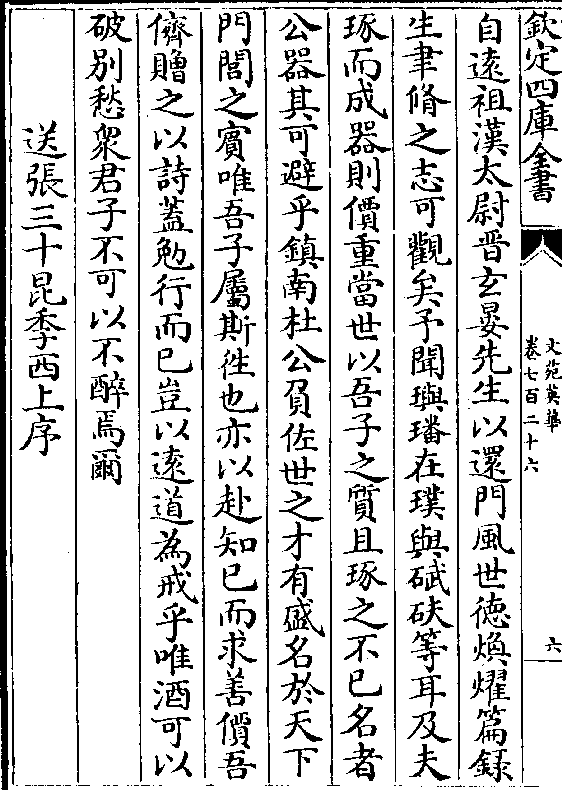 欽定四庫全書
文苑英華
卷七百二十六
六
自遠祖漢太尉晋玄晏先生以還門風世徳煥燿篇錄
生聿脩之志可觀矣予聞璵璠在璞與碔砆等耳及夫
琢而成器則價重當世以吾子之質且琢之不已名者
公器其可避乎鎮南杜公負佐世之才有盛名於天下
門閭之賓唯吾子屬斯徃也亦以赴知已而求善價吾
儕贈之以詩蓋勉行而已豈以逺道為戒乎唯酒可以
破别愁衆君子不可以不醉焉爾
送張三十昆季西上序